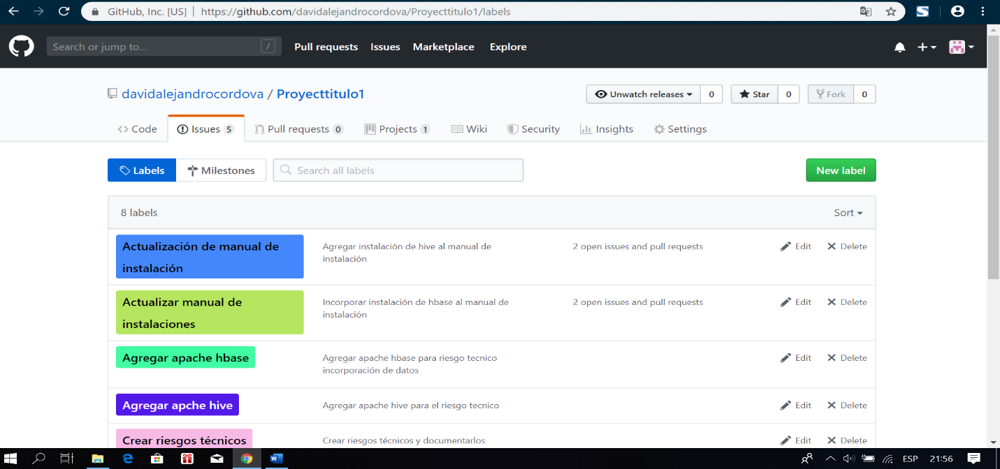 GitHub, Inc. [US] | https://github.com/davidalejandrocordova/Proyecttitulo1/labels
Search or jump to... / Pull requests Issues Marketplace Explore
davidalejandrocordova / Proyecttitulo1 Unwatch releases 0 Star 0 Fork 0
Code Issues 5 Pull requests 0 Projects 1 Wiki Security Insights Settings
Labels Milestones Search all labels New label
8 labels Sort
Actualización de manual de
instalación
Agregar instalación de hive al manual de
instalación
2 open issues and pull requests Edit Delete
Actualizar manual de
instalaciones
Incorporar instalación de hbase al manual de
instalación
2 open issues and pull requests Edit Delete
Agregar apache hbase
Agregar apache hbase para riesgo tecnico
incorporación de datos
Edit Delete
Agregar apche hive Agregar apache hive para el riesgo tecnico Edit Delete
Crear riesgos técnicos Crear riesgos técnicos y documentarlos Edit Delete
ESP 21:56